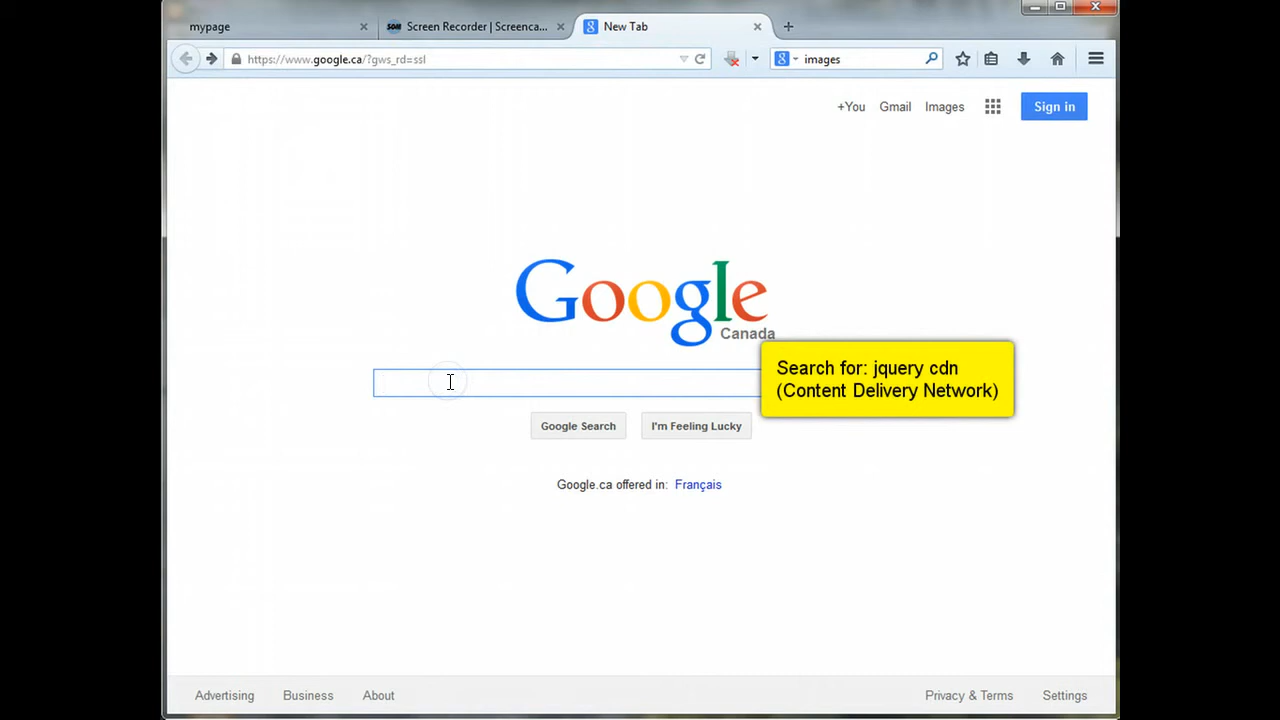 mypage
Screen Recorder | Screenca...
New Tab
https://www.google.ca/?gws_rd=ssl
images
+You
Gmail
Images
Sign in
Google
Canada
Search for: jquery cdn
(Content Delivery Network)
Google Search
I'm Feeling Lucky
Google.ca offered in: Français
Advertising
Business
About
Privacy & Terms
Settings